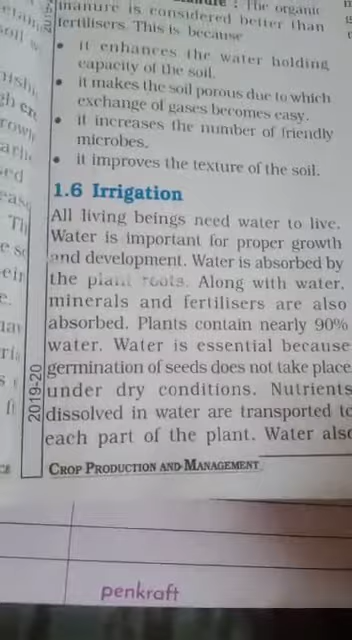 : The organic
manure is considered better than
fertilisers. This is because
• it enhances the water holding
capacity of the soil.
• it makes the soil porous due to which
exchange of gases becomes easy.
• it increases the number of friendly
microbes.
• it improves the texture of the soil.
1.6 Irrigation
All living beings need water to live.
Water is important for proper growth
and development. Water is absorbed by
the plant roots. Along with water,
minerals and fertilisers are also
absorbed. Plants contain nearly 90%
water. Water is essential because
germination of seeds does not take place
under dry conditions. Nutrients
dissolved in water are transported to
each part of the plant. Water also
2019-20
CROP PRODUCTION AND MANAGEMENT
penkraft